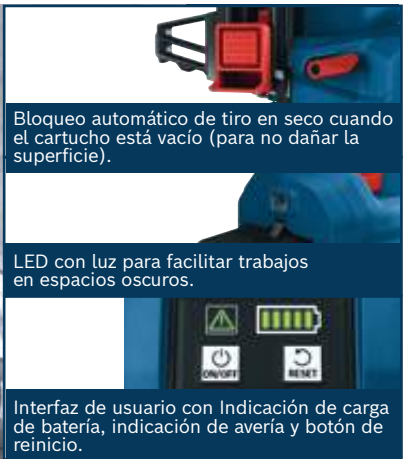 Bloqueo automático de tiro en seco cuando
el cartucho está vacío (para no dañar la
superficie).
LED con luz para facilitar trabajos
en espacios oscuros.
ON/OFF
RESET
Interfaz de usuario con Indicación de carga
de batería, indicación de avería y botón de
reinicio.